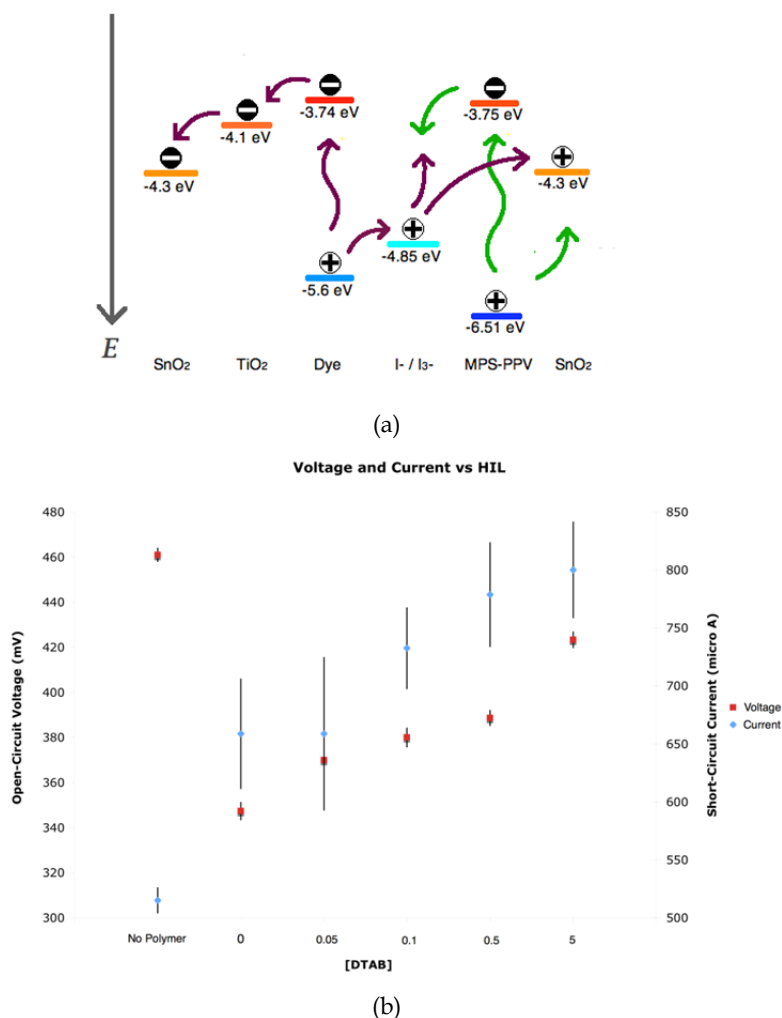 -3.74 eV
-3.75 eV
-4.1 eV
-4.3 eV
-4.3 eV
-4.85 eV
-5.6 eV
-6.51 eV
E
SnO₂ TiO₂ Dye I- / I₃- MPS-PPV SnO₂
(a)
Voltage and Current vs HIL
480 850
460 800
440
420 750
400 700
380
360 650
340 600
320 550
300 500
Open-Circuit Voltage (mV)
Short-Circuit Current (micro A)
Voltage
Current
No Polymer 0 0.05 0.1 0.5 5
[DTAB]
(b)